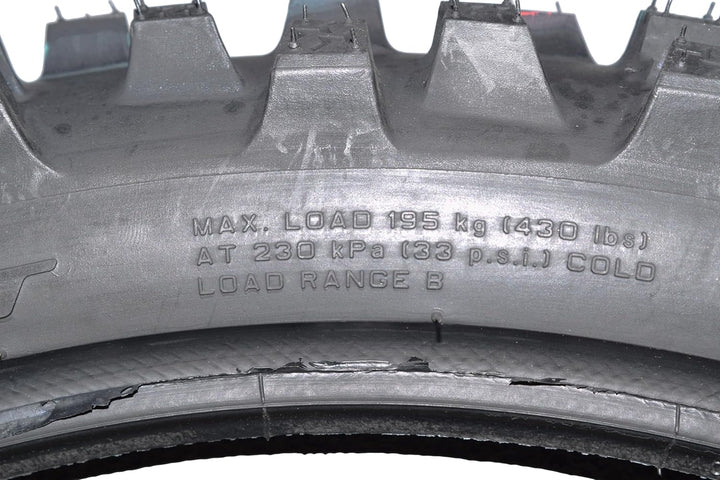 MAX. LOAD 195 kg (430 lbs)
AT 230 kPa (33 p.s.i.) COLD
LOAD RANGE B